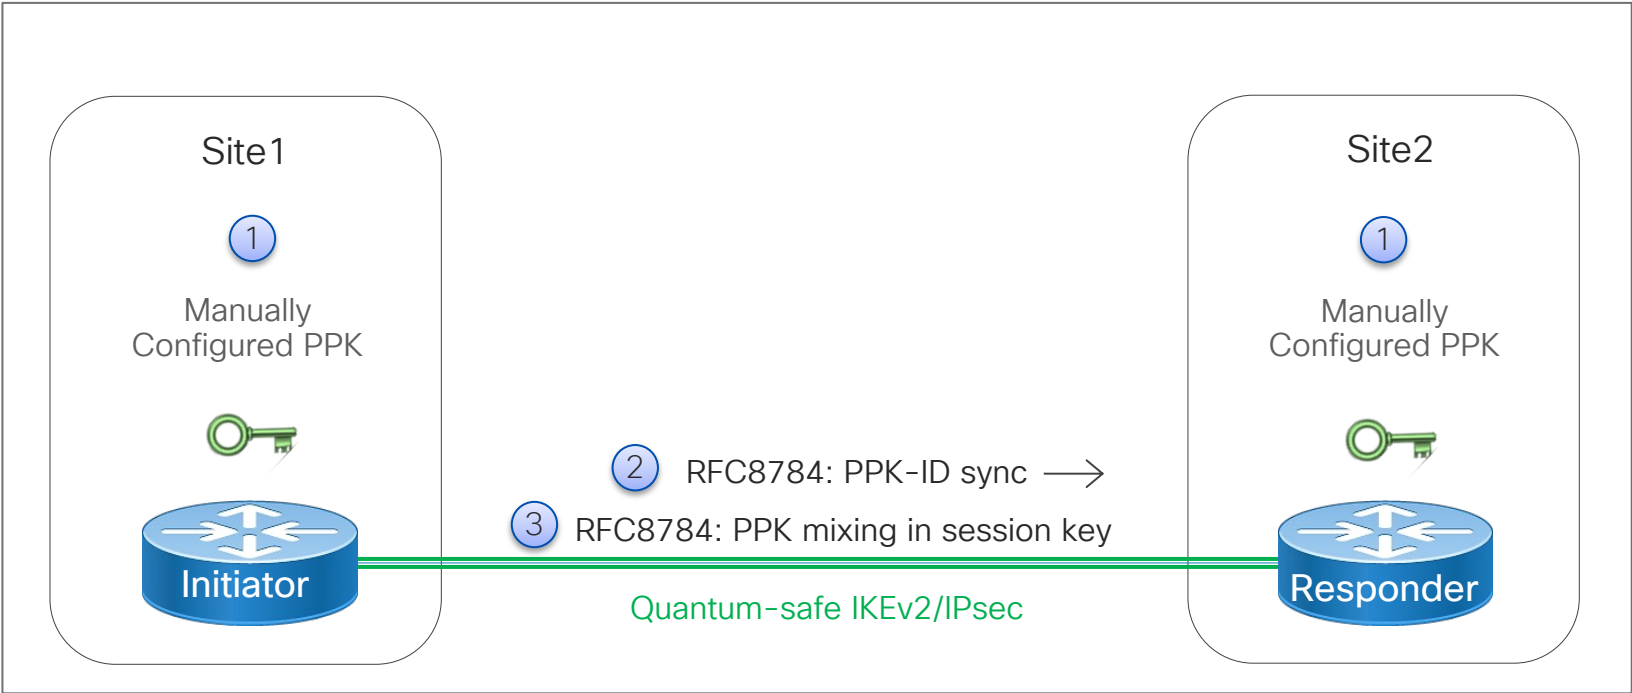 Site1
1
Manually
Configured PPK
Initiator
2 RFC8784: PPK-ID sync
3 RFC8784: PPK mixing in session key
Quantum-safe IKEv2/IPsec
Site2
1
Manually
Configured PPK
Responder